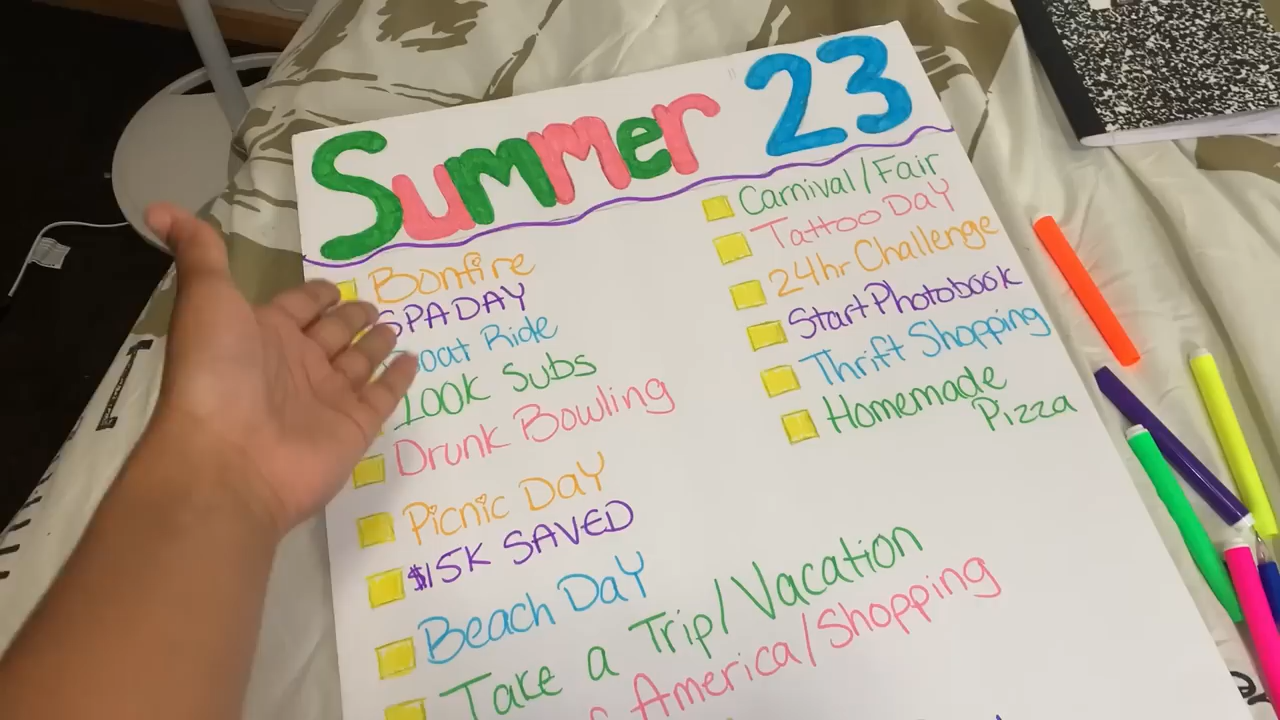 Summer 23
Bonfire
SPA DAY
Boat Ride
100K Subs
Drunk Bowling
Picnic DAY
$15K SAVED
Beach DAY
Take a Trip/Vacation
America/Shopping
Carnival/Fair
Tattoo DAY
24hr Challenge
Start Photobook
Thrift Shopping
Homemade
Pizza